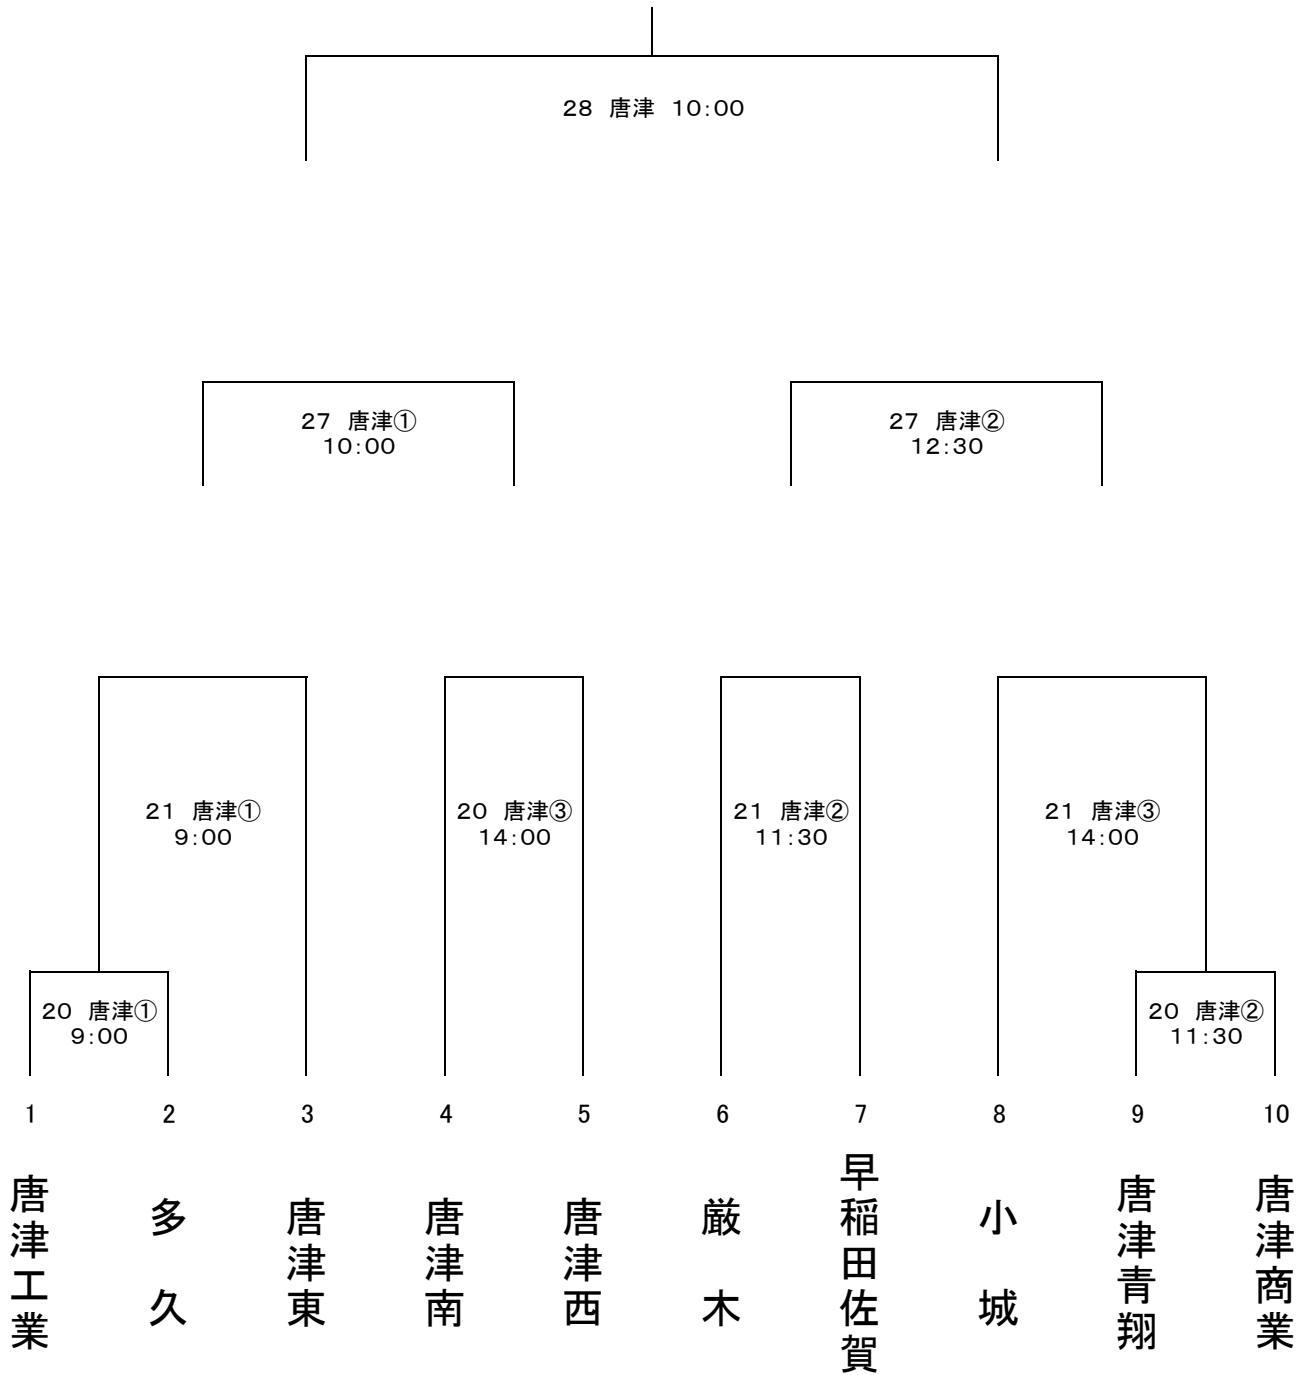 28 唐津 10:00
27 唐津①
10:00
27 唐津②
12:30
21 唐津①
9:00
20 唐津③
14:00
21 唐津②
11:30
21 唐津③
14:00
20 唐津①
9:00
20 唐津②
11:30
1
2
3
4
5
6
7
8
9
10
唐津工業
多久
唐津東
唐津南
唐津西
厳木
早稲田佐賀
小城
唐津青翔
唐津商業